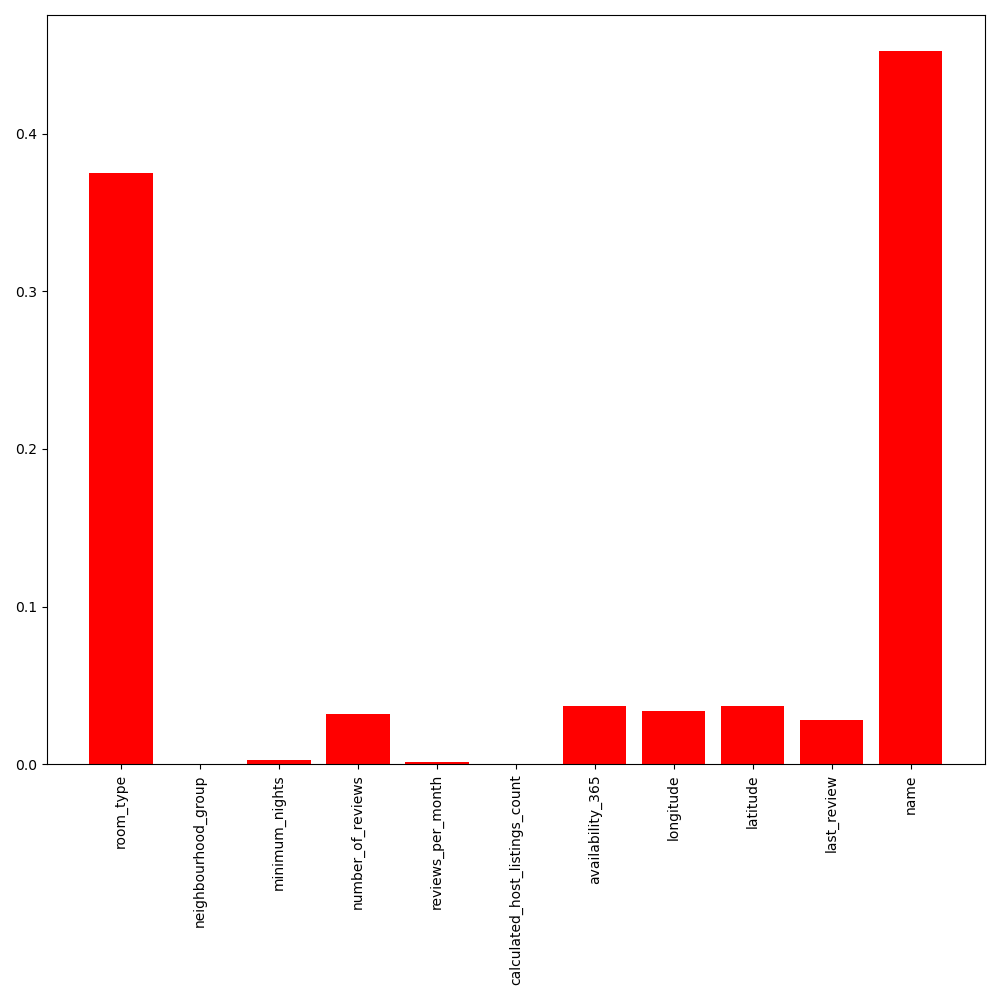 0.4
0.3
0.2
0.1
0.0
room_type
neighbourhood_group
minimum_nights
number_of_reviews
reviews_per_month
calculated_host_listings_count
availability_365
longitude
latitude
last_review
name